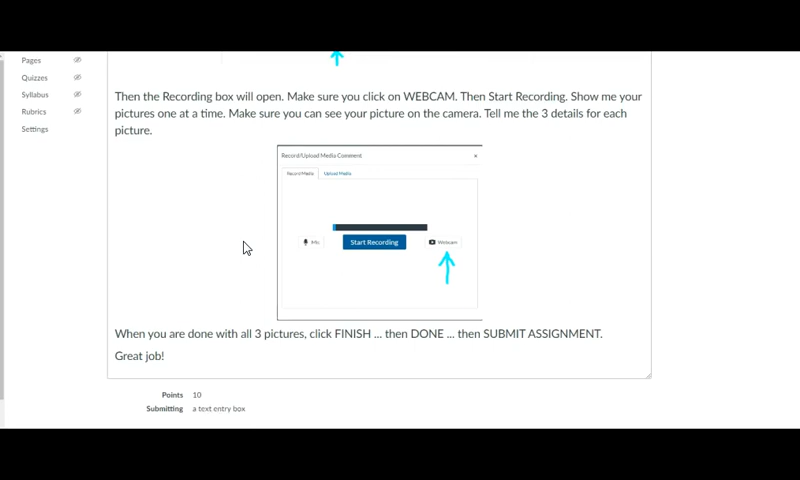 Pages
Quizzes
Syllabus
Rubrics
Settings
Then the Recording box will open. Make sure you click on WEBCAM. Then Start Recording. Show me your
pictures one at a time. Make sure you can see your picture on the camera. Tell me the 3 details for each
picture.
Record/Upload Media Comment
×
Record Media Upload Media
Mic Start Recording Webcam
When you are done with all 3 pictures, click FINISH ... then DONE ... then SUBMIT ASSIGNMENT.
Great job!
Points 10
Submitting a text entry box